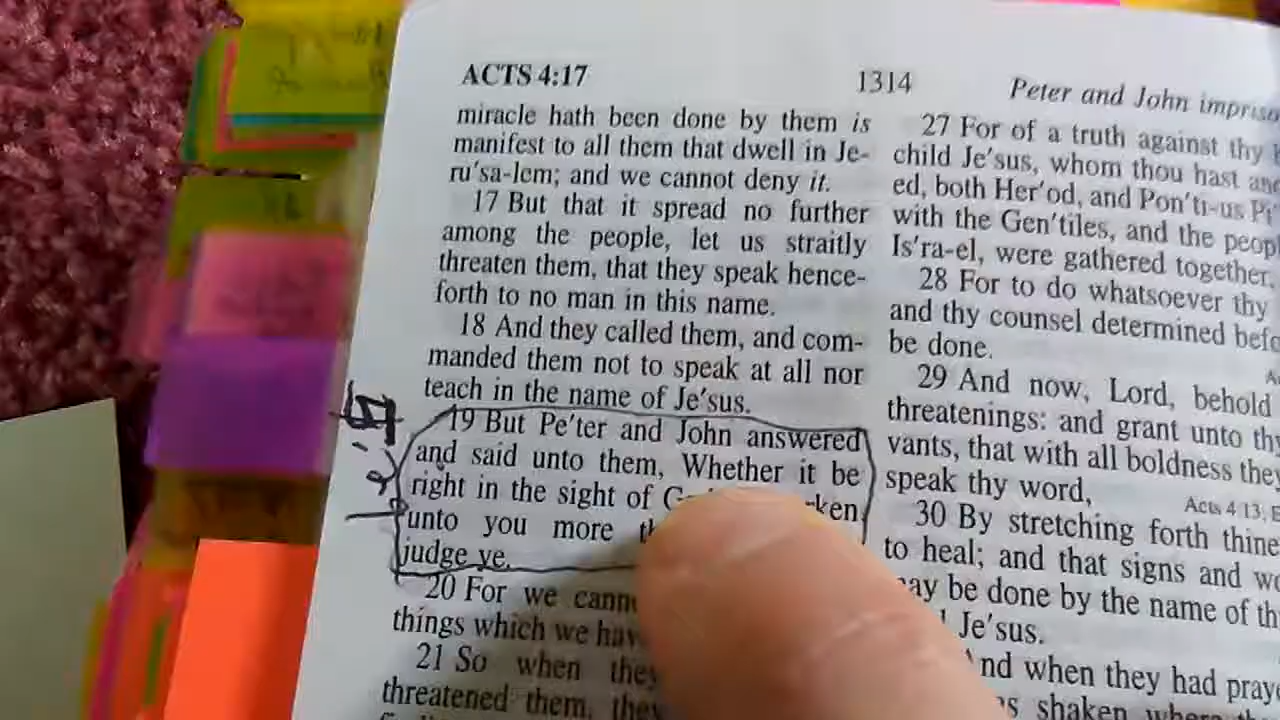 ACTS 4:17
1314
Peter and John
miracle hath been done by them is
manifest to all them that dwell in Je-
ru'sa-lem; and we cannot deny it.
17 But that it spread no further
among the people, let us straitly
threaten them, that they speak hence-
forth to no man in this name.
18 And they called them, and com-
manded them not to speak at all nor
teach in the name of Je'sus.
19 But Pe'ter and John answered
and said unto them, Whether it be
right in the sight of
unto you more
judge ye.
20 For we
things which we
21 So when they
threatened them, they
27 For of a truth against thy
child Je'sus, whom thou hast
ed, both Her'od, and Pon'ti-us
with the Gen'tiles, and the
Is'ra-el, were gathered together,
28 For to do whatsoever thy
and thy counsel determined
be done.
29 And now, Lord, behold
threatenings: and grant unto
vants, that with all boldness they
speak thy word,
Acts 4:13;
30 By stretching forth thine
to heal; and that signs and
be done by the name of
Je'sus.
when they had
shaken